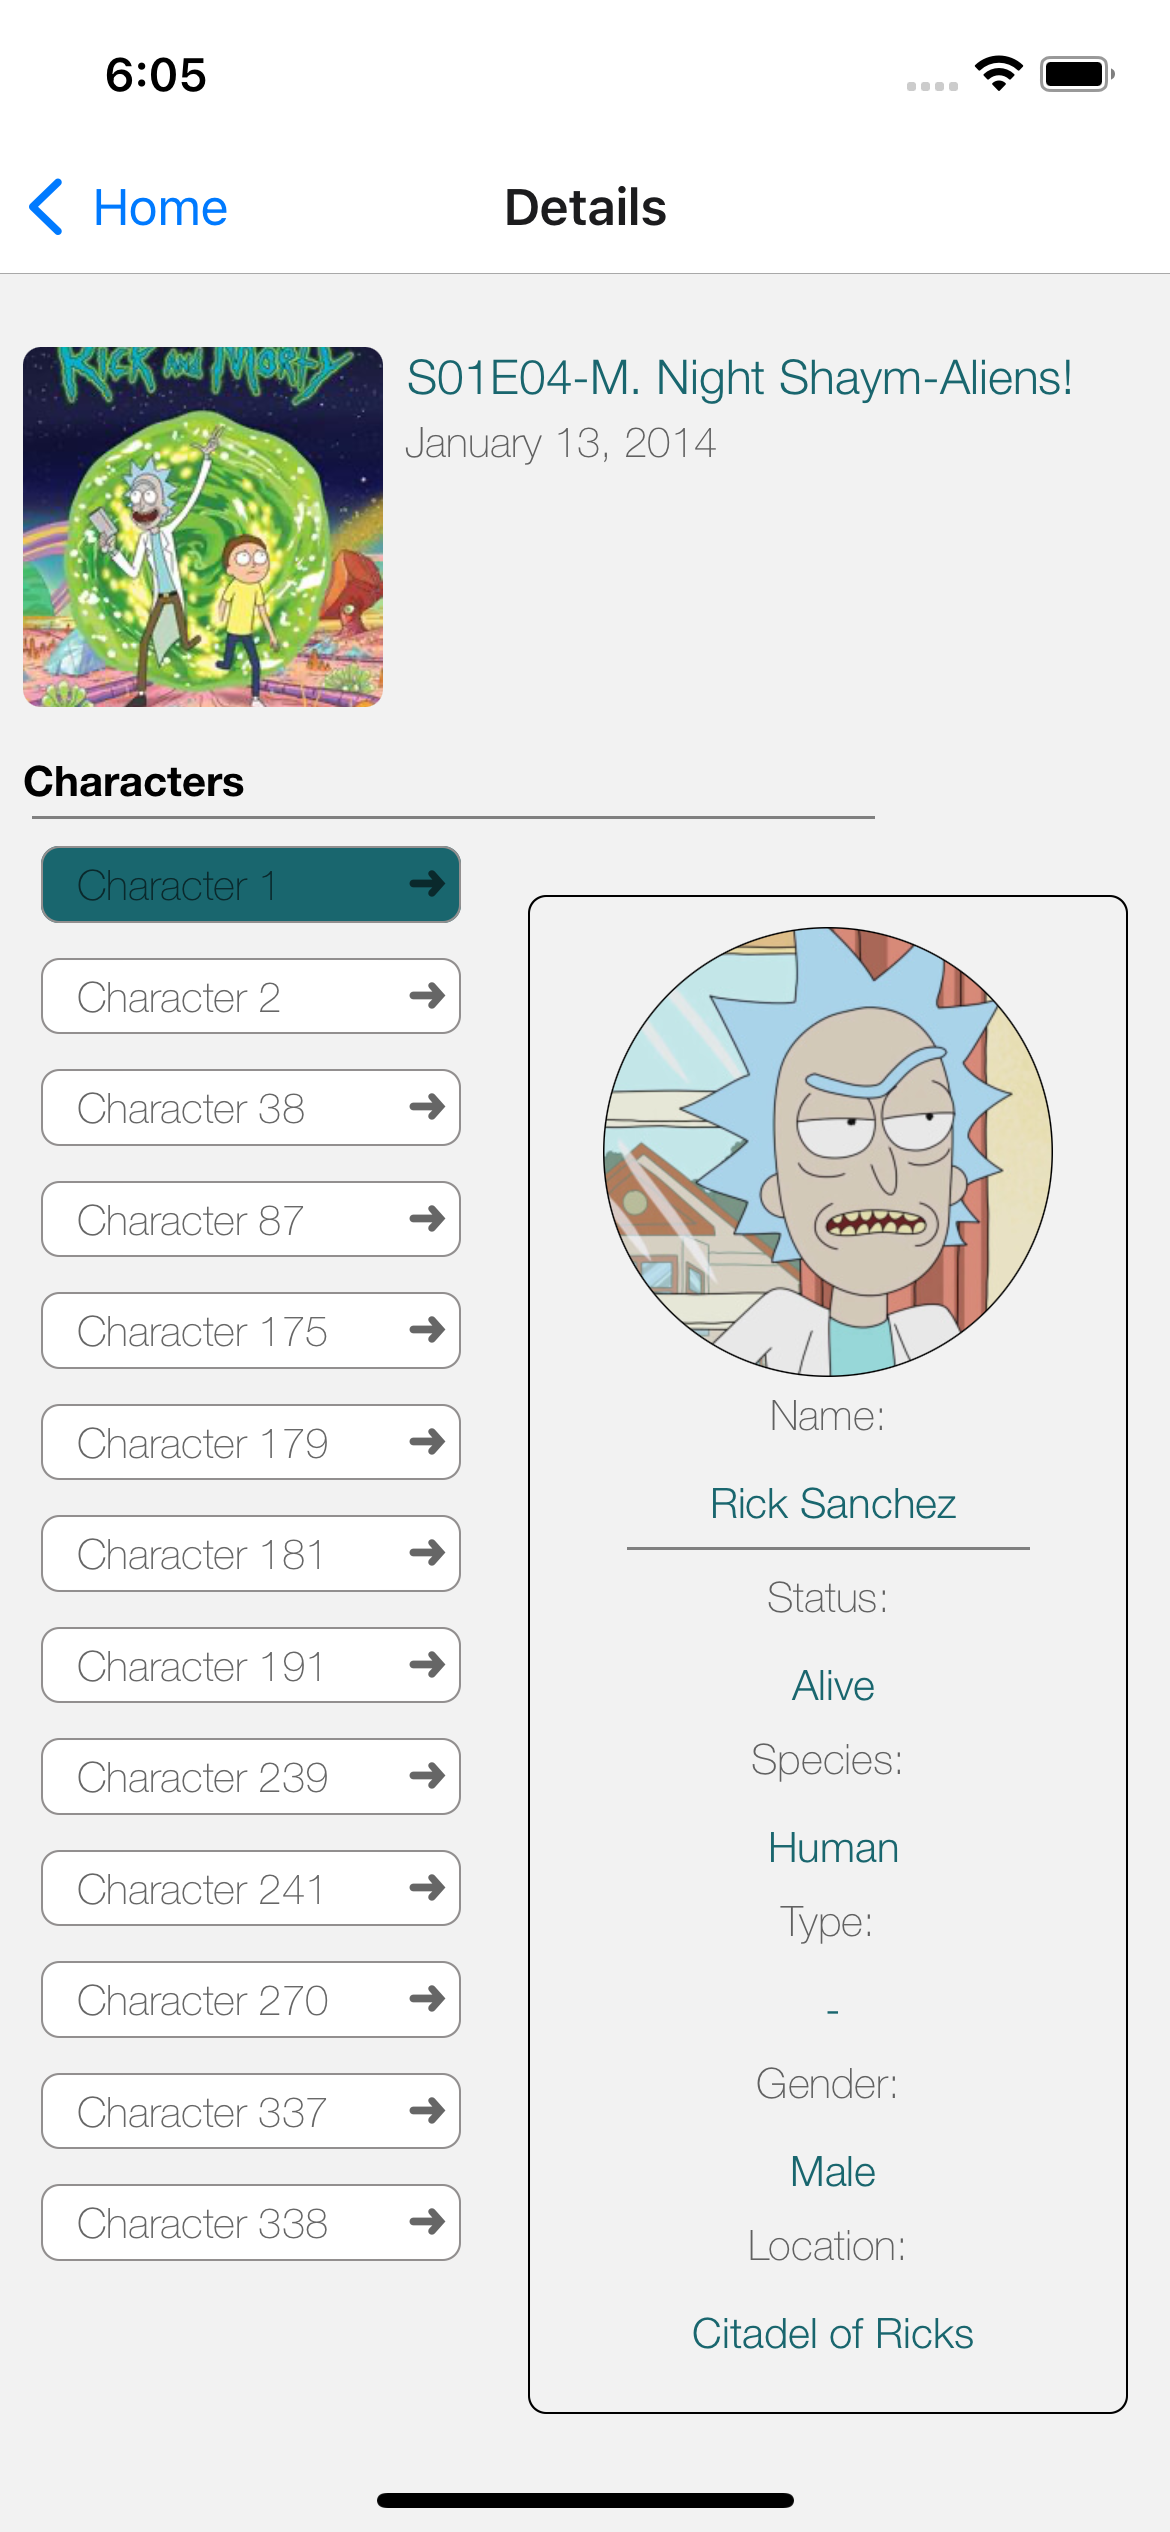 6:05
Home
Details
RICK AND MORTY
S01E04-M. Night Shaym-Aliens!
January 13, 2014
Characters
Character 1
Character 2
Character 38
Character 87
Character 175
Character 179
Character 181
Character 191
Character 239
Character 241
Character 270
Character 337
Character 338
Name:
Rick Sanchez
Status:
Alive
Species:
Human
Type:
-
Gender:
Male
Location:
Citadel of Ricks